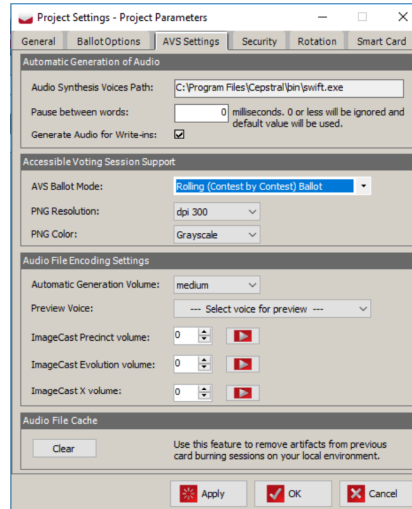 Project Settings - Project Parameters
General Ballot Options AVS Settings Security Rotation Smart Card
Automatic Generation of Audio
Audio Synthesis Voices Path: C:\Program Files\Cepstral\bin\swift.exe
Pause between words: 0 milliseconds. 0 or less will be ignored and
default value will be used.
Generate Audio for Write-ins:
Accessible Voting Session Support
AVS Ballot Mode: Rolling (Contest by Contest) Ballot
PNG Resolution: dpi 300
PNG Color: Grayscale
Audio File Encoding Settings
Automatic Generation Volume: medium
Preview Voice: --- Select voice for preview ---
ImageCast Precinct volume: 0
ImageCast Evolution volume: 0
ImageCast X volume: 0
Audio File Cache
Clear Use this feature to remove artifacts from previous
card burning sessions on your local environment.
Apply OK Cancel